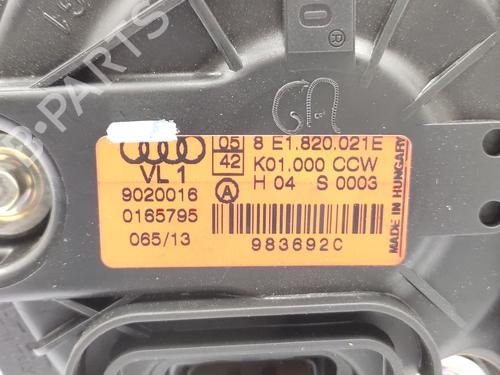 VL 1
9020016
0165795
065/13
05
42
A
8 E1.820.021E
K01.000 CCW
H 04 S 0003
983692C
MADE IN HUNGARY
B-PARTS